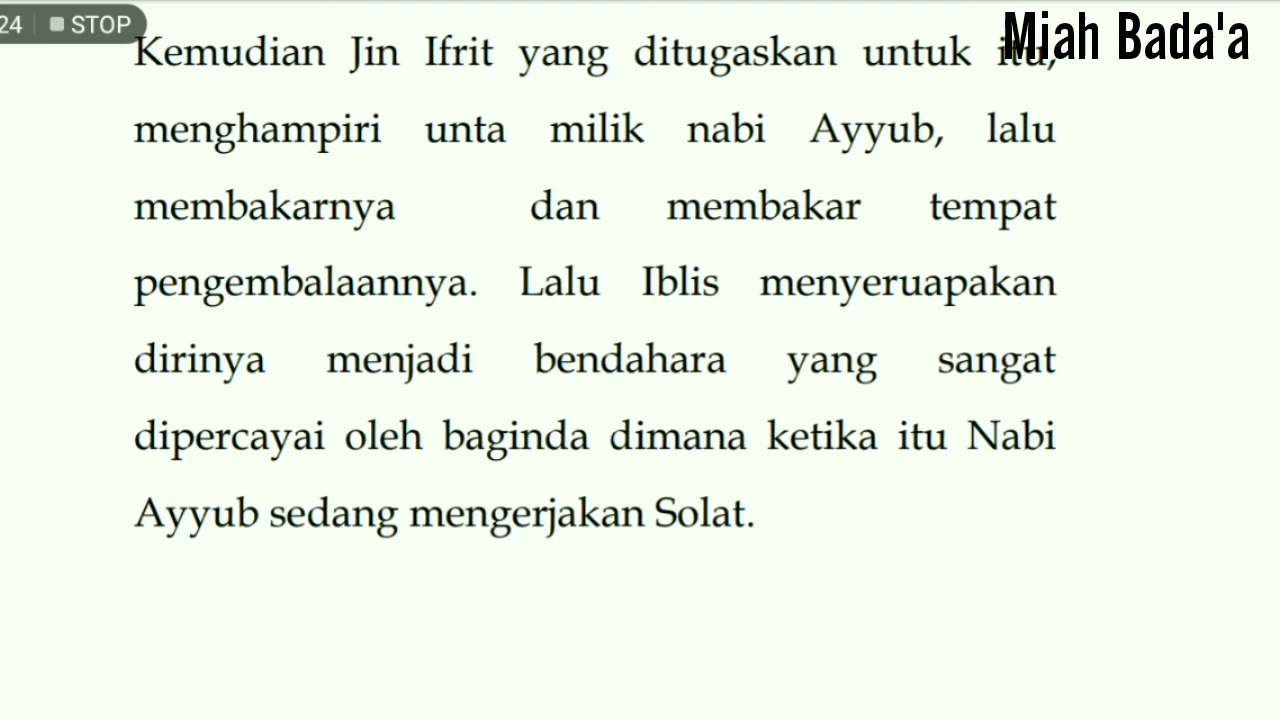 24 STOP
Miah Bada'a
Kemudian Jin Ifrit yang ditugaskan untuk itu,
menghampiri unta milik nabi Ayyub, lalu
membakarnya dan membakar tempat
pengembalaannya. Lalu Iblis menyeruapakan
dirinya menjadi bendahara yang sangat
dipercayai oleh baginda dimana ketika itu Nabi
Ayyub sedang mengerjakan Solat.